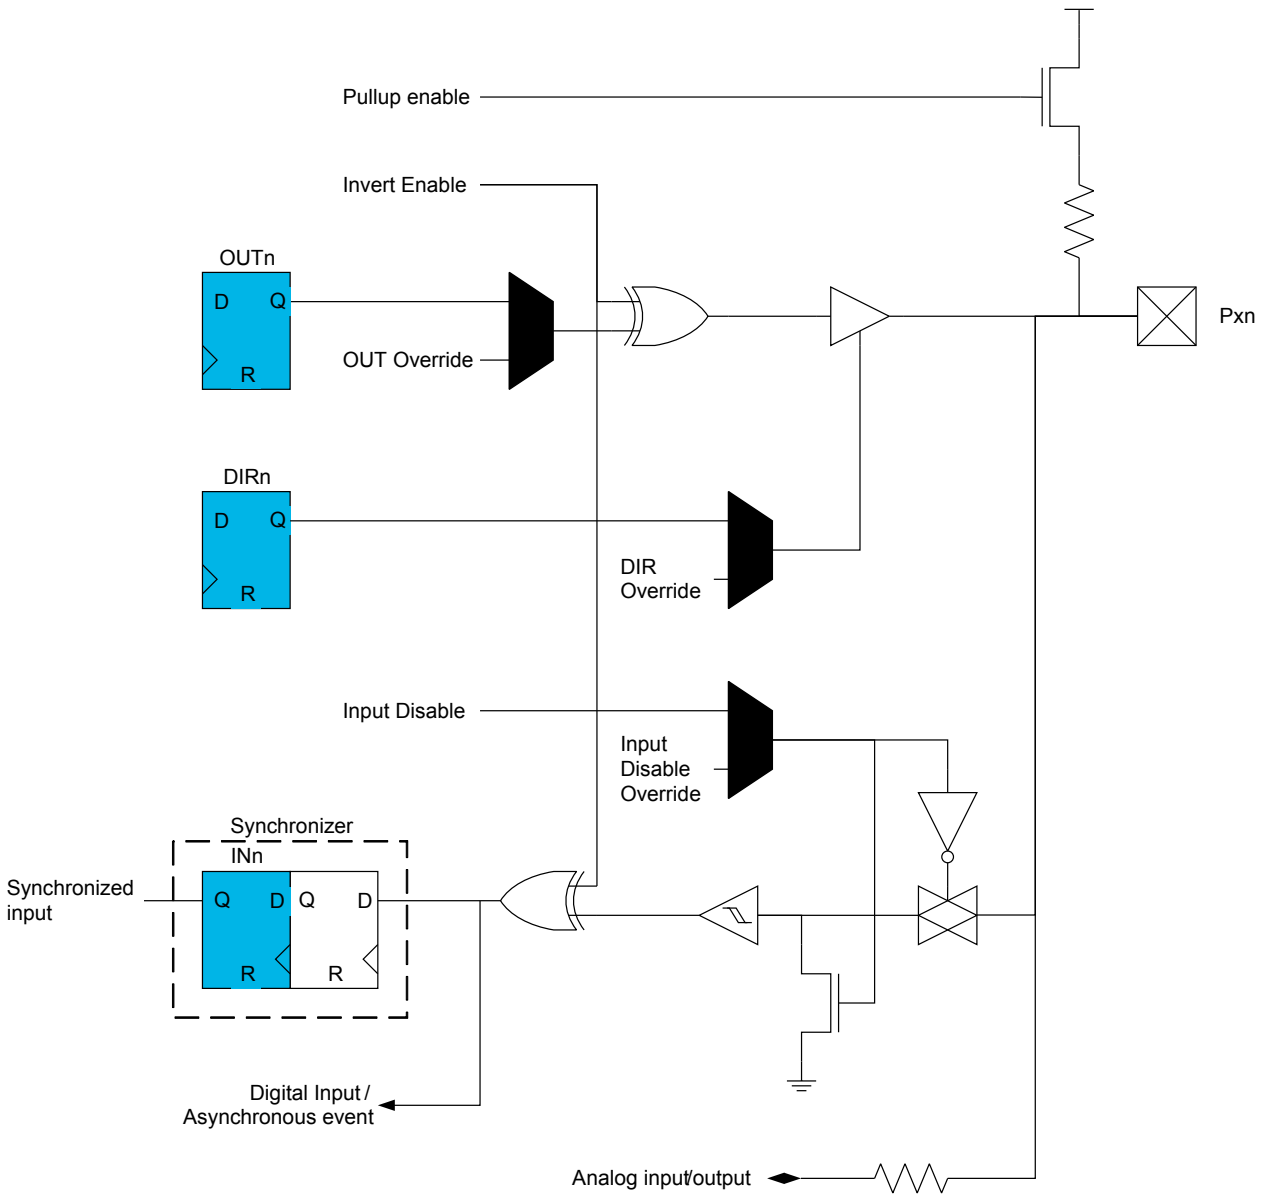 Pullup enable
Invert Enable
OUTn
D Q
OUT Override
R
Pxn
DIRn
D Q
DIR
Override
R
Input Disable
Input
Disable
Override
Synchronizer
INn
Synchronized
input
Q D Q D
R R
Digital Input /
Asynchronous event
Analog input/output